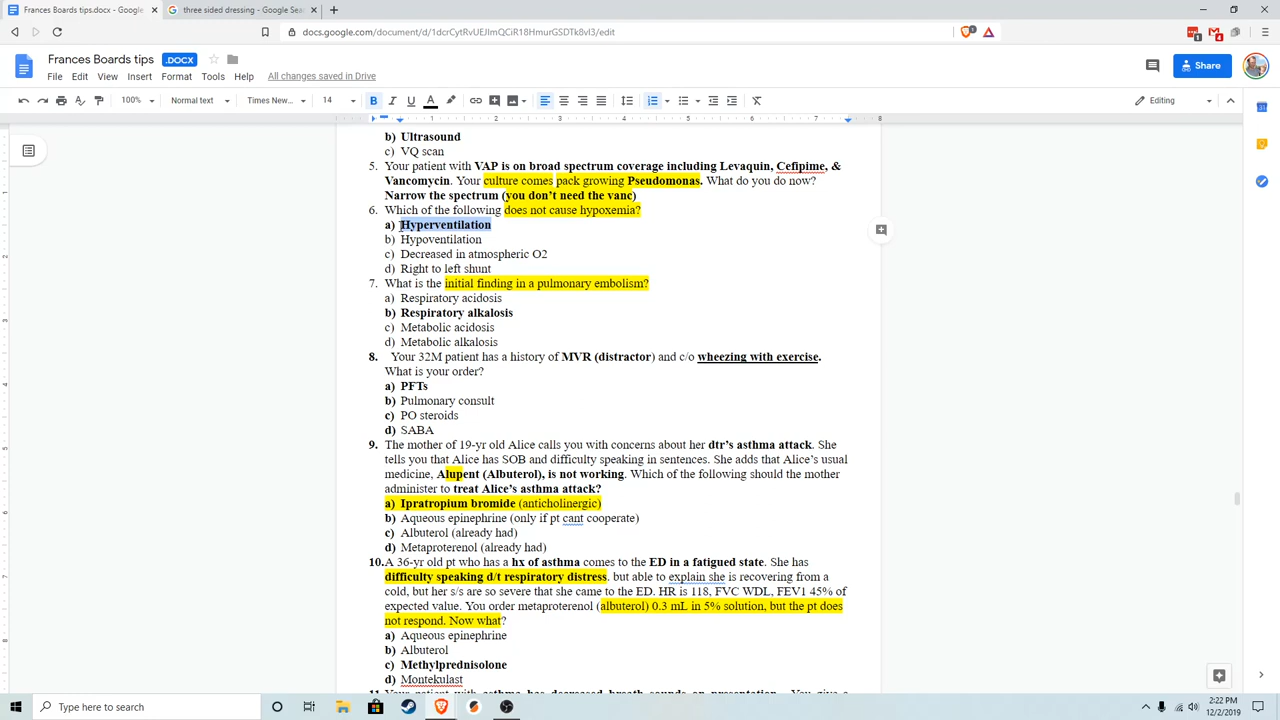 Frances Boards tips.docx - Google
three sided dressing - Google Sear
docs.google.com/document/d/1dcrCytRvUEJlmQCiR18HmurGSDTk8vI3/edit
Frances Boards tips .DOCX
File Edit View Insert Format Tools Help All changes saved in Drive
Share
100% Normal text Times New... 14 Editing
b) Ultrasound
c) VQ scan
5. Your patient with VAP is on broad spectrum coverage including Levaquin, Cefipime, &
Vancomycin. Your culture comes pack growing Pseudomonas. What do you do now?
Narrow the spectrum (you don't need the vanc)
6. Which of the following does not cause hypoxemia?
a) Hyperventilation
b) Hypoventilation
c) Decreased in atmospheric O2
d) Right to left shunt
7. What is the initial finding in a pulmonary embolism?
a) Respiratory acidosis
b) Respiratory alkalosis
c) Metabolic acidosis
d) Metabolic alkalosis
8. Your 32M patient has a history of MVR (distractor) and c/o wheezing with exercise.
What is your order?
a) PFTs
b) Pulmonary consult
c) PO steroids
d) SABA
9. The mother of 19-yr old Alice calls you with concerns about her dtr's asthma attack. She
tells you that Alice has SOB and difficulty speaking in sentences. She adds that Alice's usual
medicine, Alupent (Albuterol), is not working. Which of the following should the mother
administer to treat Alice's asthma attack?
a) Ipratropium bromide (anticholinergic)
b) Aqueous epinephrine (only if pt cant cooperate)
c) Albuterol (already had)
d) Metaproterenol (already had)
10. A 36-yr old pt who has a hx of asthma comes to the ED in a fatigued state. She has
difficulty speaking d/t respiratory distress. but able to explain she is recovering from a
cold, but her s/s are so severe that she came to the ED. HR is 118, FVC WDL, FEV1 45% of
expected value. You order metaproterenol (albuterol) 0.3 mL in 5% solution, but the pt does
not respond. Now what?
a) Aqueous epinephrine
b) Albuterol
c) Methylprednisolone
d) Montekulast
11. Your patient with asthma has decreased breath sounds on presentation. You give a
Type here to search
2:22 PM
12/2/2019